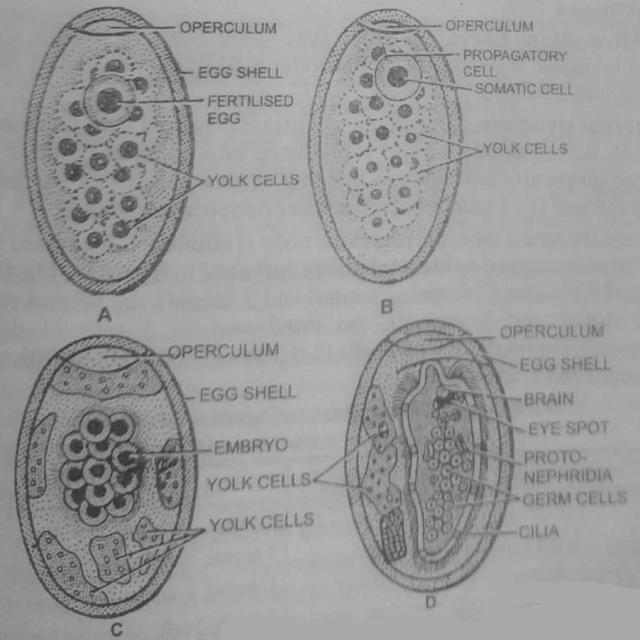 OPERCULUM
EGG SHELL
FERTILISED
EGG
YOLK CELLS
A
OPERCULUM
PROPAGATORY
CELL
SOMATIC CELL
YOLK CELLS
B
OPERCULUM
EGG SHELL
EMBRYO
YOLK CELLS
YOLK CELLS
C
OPERCULUM
EGG SHELL
BRAIN
EYE SPOT
PROTO-
NEPHRIDIA
GERM CELLS
CILIA
D